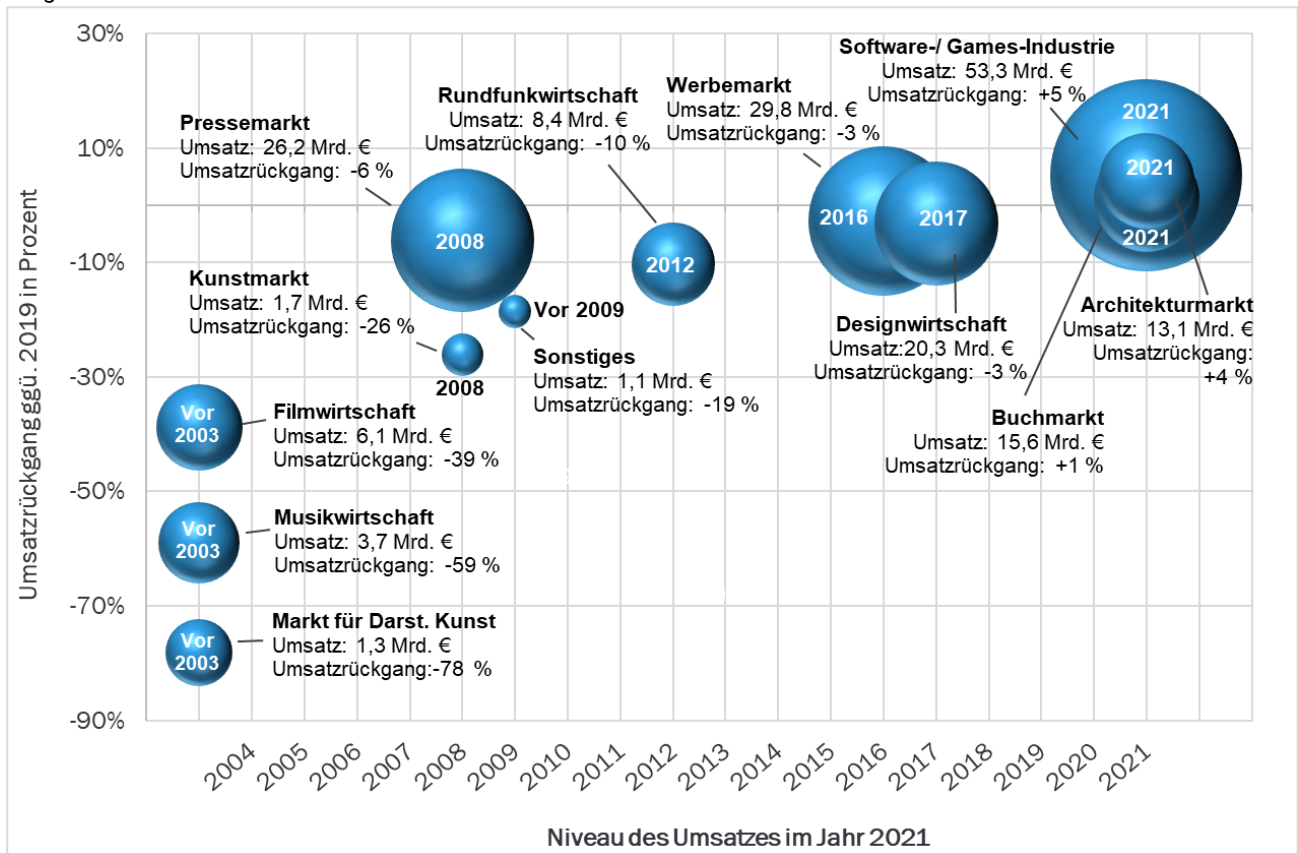 30%
10%
-10%
-30%
-50%
-70%
-90%
Umsatzrückgang ggü. 2019 in Prozent
Pressemarkt
Umsatz: 26,2 Mrd. €
Umsatzrückgang: -6 %
2008
Rundfunkwirtschaft
Umsatz: 8,4 Mrd. €
Umsatzrückgang: -10 %
2012
Werbemarkt
Umsatz: 29,8 Mrd. €
Umsatzrückgang: -3 %
2016
2017
Software-/ Games-Industrie
Umsatz: 53,3 Mrd. €
Umsatzrückgang: +5 %
2021
2021
2021
Kunstmarkt
Umsatz: 1,7 Mrd. €
Umsatzrückgang: -26 %
2008
Vor 2009
Sonstiges
Umsatz: 1,1 Mrd. €
Umsatzrückgang: -19 %
Designwirtschaft
Umsatz:20,3 Mrd. €
Umsatzrückgang: -3 %
Architekturmarkt
Umsatz: 13,1 Mrd. €
Umsatzrückgang:
+4 %
Buchmarkt
Umsatz: 15,6 Mrd. €
Umsatzrückgang: +1 %
Vor
2003
Filmwirtschaft
Umsatz: 6,1 Mrd. €
Umsatzrückgang: -39 %
Vor
2003
Musikwirtschaft
Umsatz: 3,7 Mrd. €
Umsatzrückgang: -59 %
Vor
2003
Markt für Darst. Kunst
Umsatz: 1,3 Mrd. €
Umsatzrückgang:-78 %
2004
2005
2006
2007
2008
2009
2010
2011
2012
2013
2014
2015
2016
2017
2018
2019
2020
2021
Niveau des Umsatzes im Jahr 2021